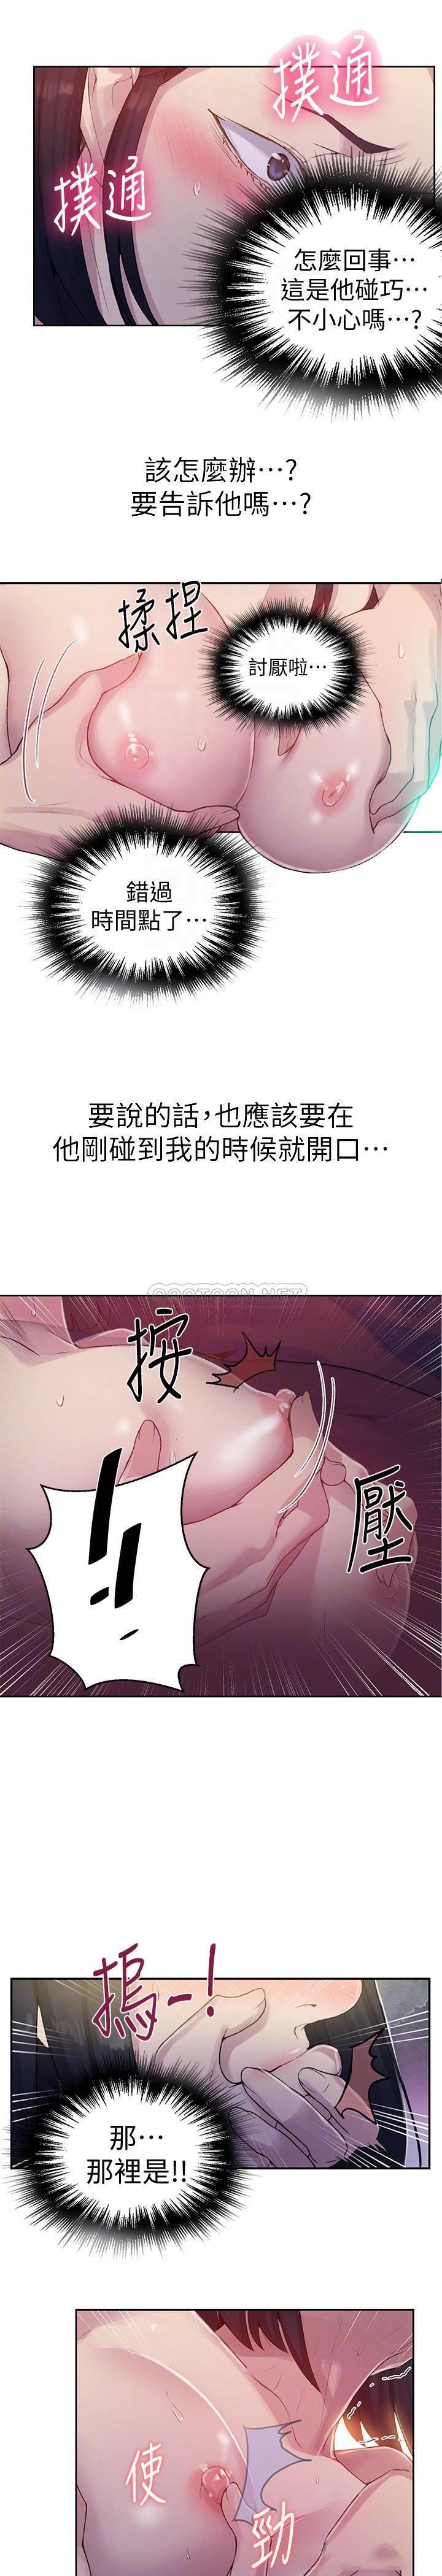 撲通
撲通
怎麼回事⋯
這是他碰巧⋯
不小心嗎⋯?
該怎麼辦⋯?
要告訴他嗎⋯?
揉捏
討厭啦⋯
錯過
時間點了⋯
要說的話，也應該要在
他剛碰到我的時候就開口⋯
按
!!
壓
嗚-!
那⋯
那裡是!!
使
勁